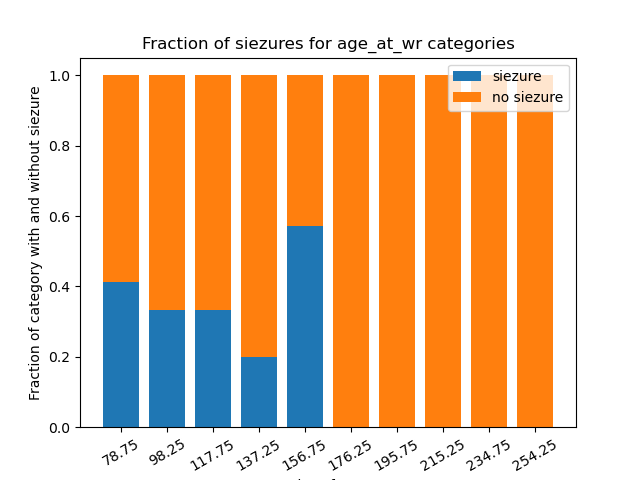 Fraction of siezures for age_at_wr categories
siezure
no siezure
Fraction of category with and without siezure
1.0
0.8
0.6
0.4
0.2
0.0
78.75 98.25 117.75 137.25 156.75 176.25 195.75 215.25 234.75 254.25